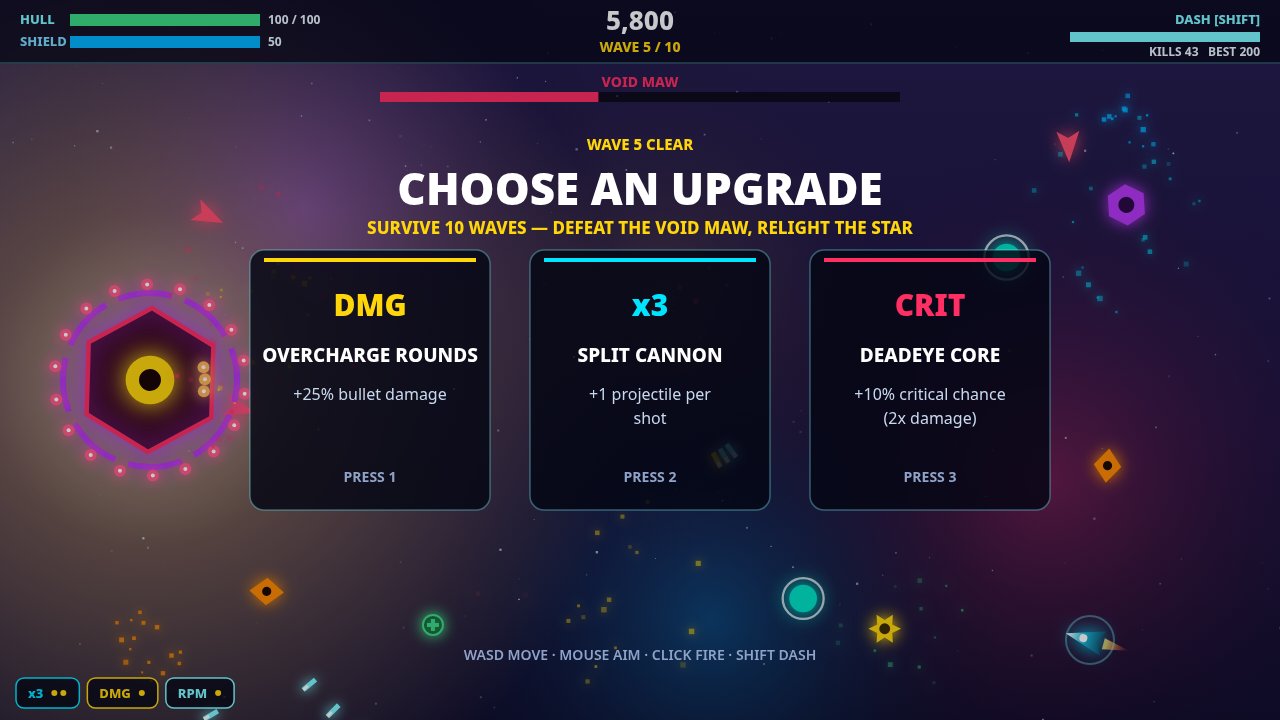 HULL 100 / 100
SHIELD 50
5,800
WAVE 5 / 10
DASH [SHIFT]
KILLS 43 BEST 200
VOID MAW
WAVE 5 CLEAR
CHOOSE AN UPGRADE
SURVIVE 10 WAVES — DEFEAT THE VOID MAW, RELIGHT THE STAR
DMG
OVERCHARGE ROUNDS
+25% bullet damage
PRESS 1
x3
SPLIT CANNON
+1 projectile per
shot
PRESS 2
CRIT
DEADEYE CORE
+10% critical chance
(2x damage)
PRESS 3
WASD MOVE · MOUSE AIM · CLICK FIRE · SHIFT DASH
x3
DMG
RPM